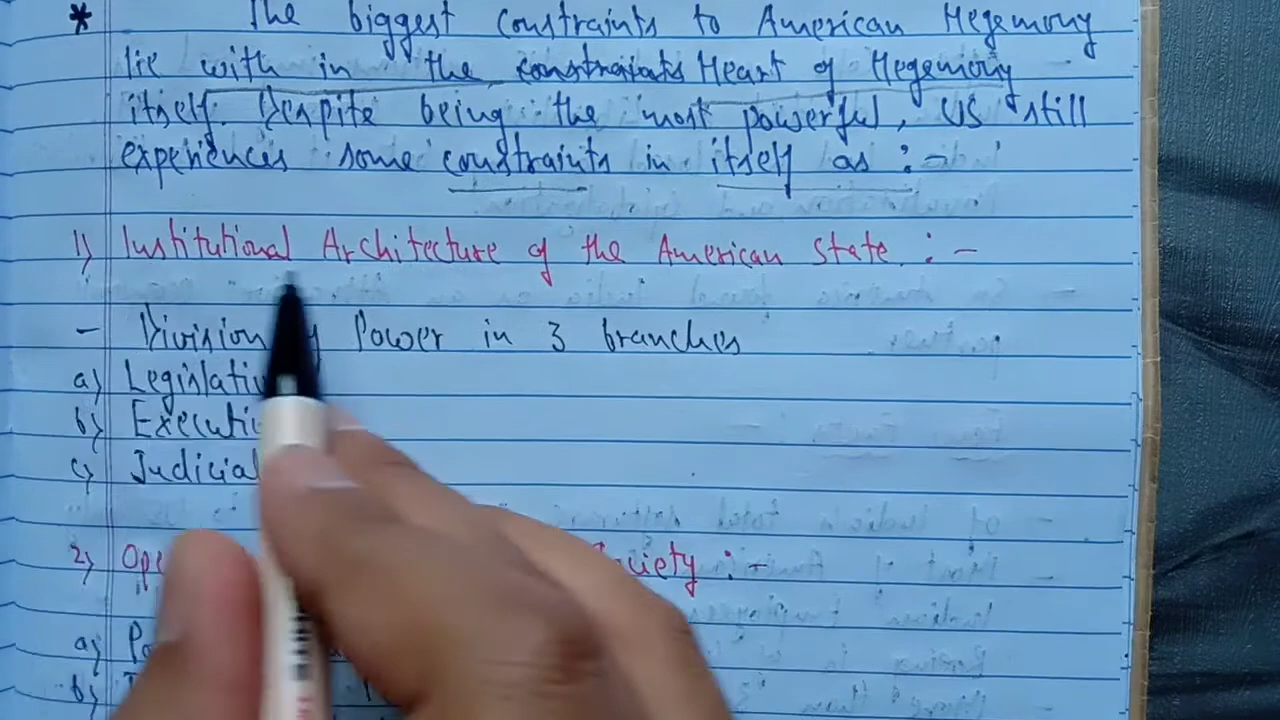 * The biggest constraints to American Hegemony
lie with in the constraints Heart of Hegemony
itself. Despite being the most powerful, US still
experiences some constraints in itself as :-
1) Institutional Architecture of the American State :-
- Division of Power in 3 branches
a) Legislati
b) Executi
c) Judicial
2) Ope ciety :-
a) Po
b)